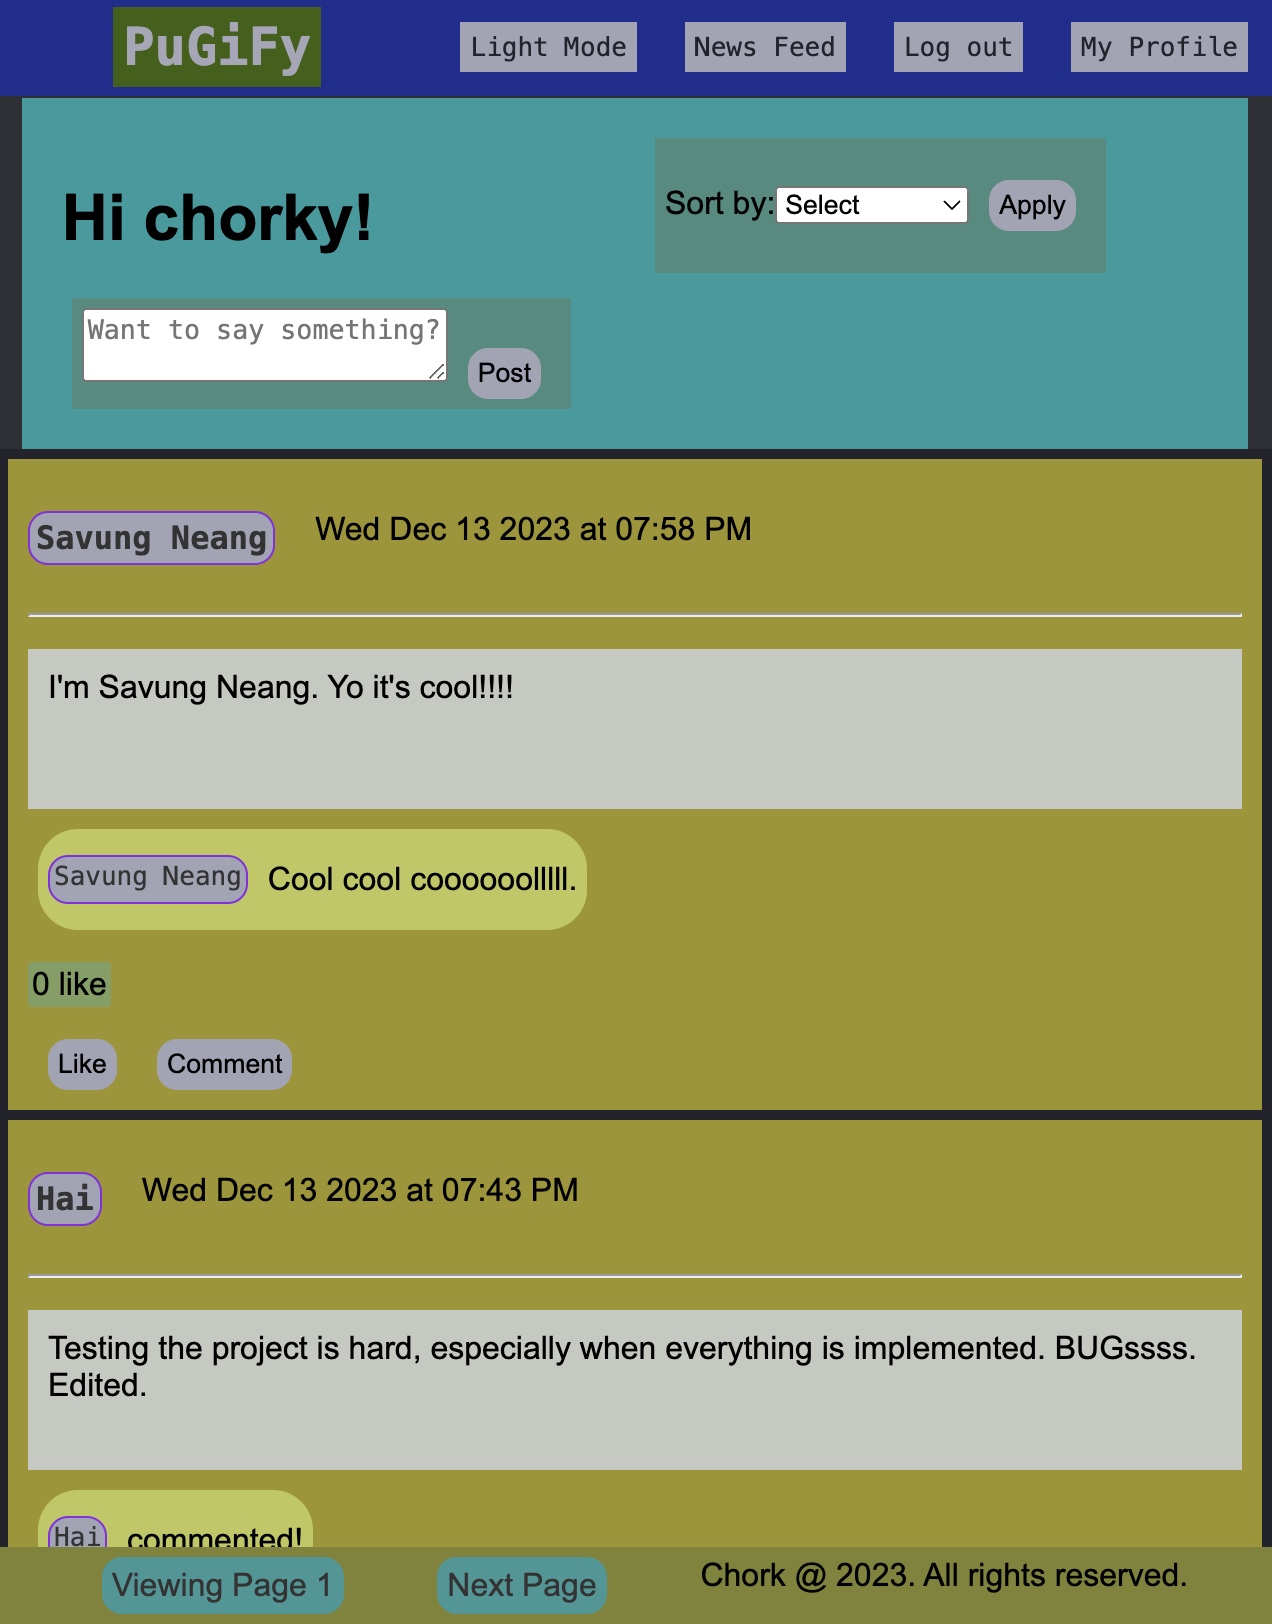 PuGiFy
Light Mode
News Feed
Log out
My Profile
Hi chorky!
Sort by:
Select
Apply
Want to say something?
Post
Savung Neang
Wed Dec 13 2023 at 07:58 PM
I'm Savung Neang. Yo it's cool!!!!
Savung Neang
Cool cool coooooolllll.
0 like
Like
Comment
Hai
Wed Dec 13 2023 at 07:43 PM
Testing the project is hard, especially when everything is implemented. BUGssss.
Edited.
Hai
commented!
Viewing Page 1
Next Page
Chork @ 2023. All rights reserved.